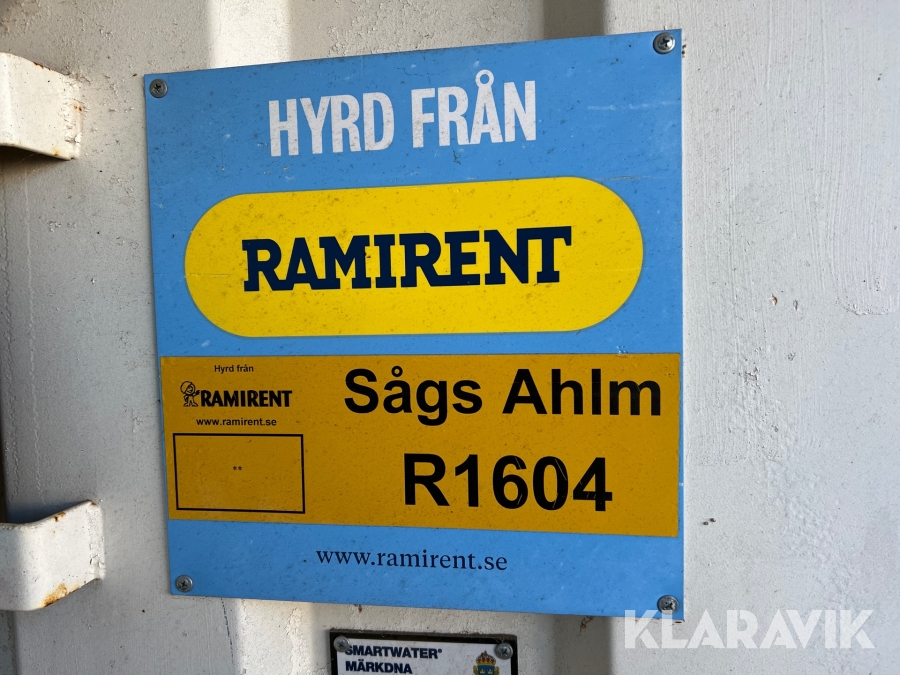 HYRD FRÅN
RAMIRENT
Hyrd från
RAMIRENT
www.ramirent.se
**
Sågs Ahlm
R1604
www.ramirent.se
KLARAVIK
SMARTWATER®
MÄRKDNA